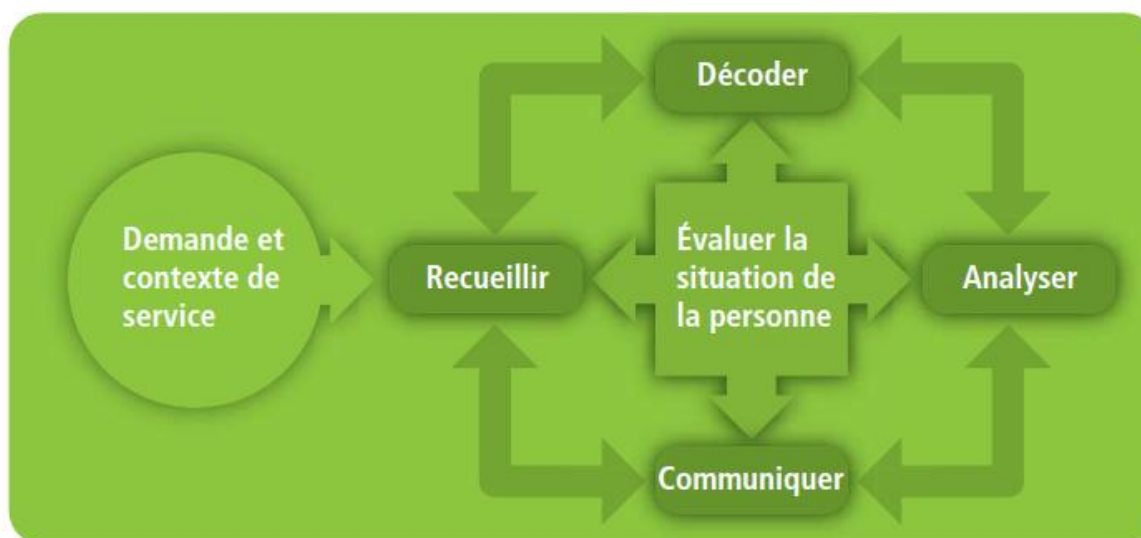 Décoder
Demande et
contexte de
service
Recueillir
Évaluer la
situation de
la personne
Analyser
Communiquer